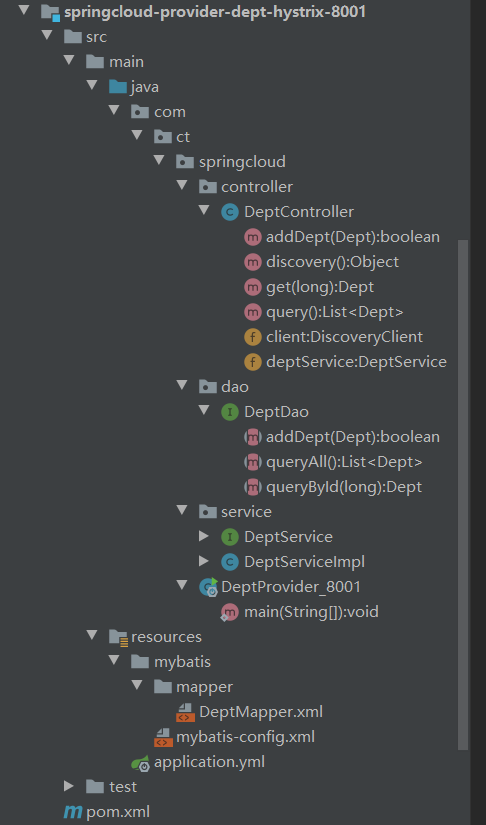 springcloud-provider-dept-hystrix-8001
src
main
java
com
ct
springcloud
controller
C DeptController
m addDept(Dept):boolean
m discovery():Object
m get(long):Dept
m query():List<Dept>
f client:DiscoveryClient
f deptService:DeptService
dao
I DeptDao
m addDept(Dept):boolean
m queryAll():List<Dept>
m queryById(long):Dept
service
I DeptService
C DeptServiceImpl
C DeptProvider_8001
m main(String[]):void
resources
mybatis
mapper
DeptMapper.xml
mybatis-config.xml
application.yml
test
m pom.xml